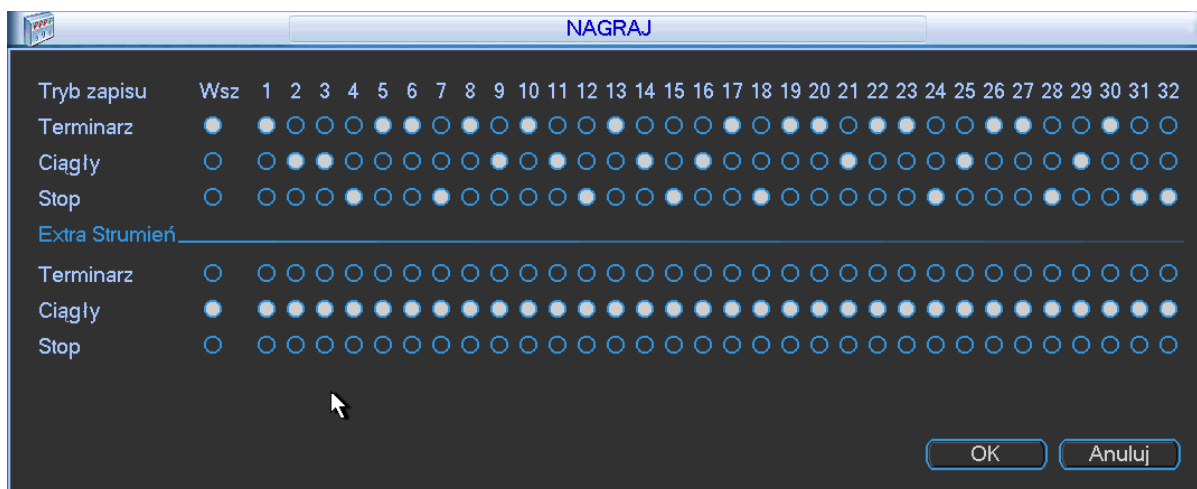 NAGRAJ
Tryb zapisu Wsz 1 2 3 4 5 6 7 8 9 10 11 12 13 14 15 16 17 18 19 20 21 22 23 24 25 26 27 28 29 30 31 32
Terminarz
Ciągły
Stop
Extra Strumień
Terminarz
Ciągły
Stop
OK Anuluj